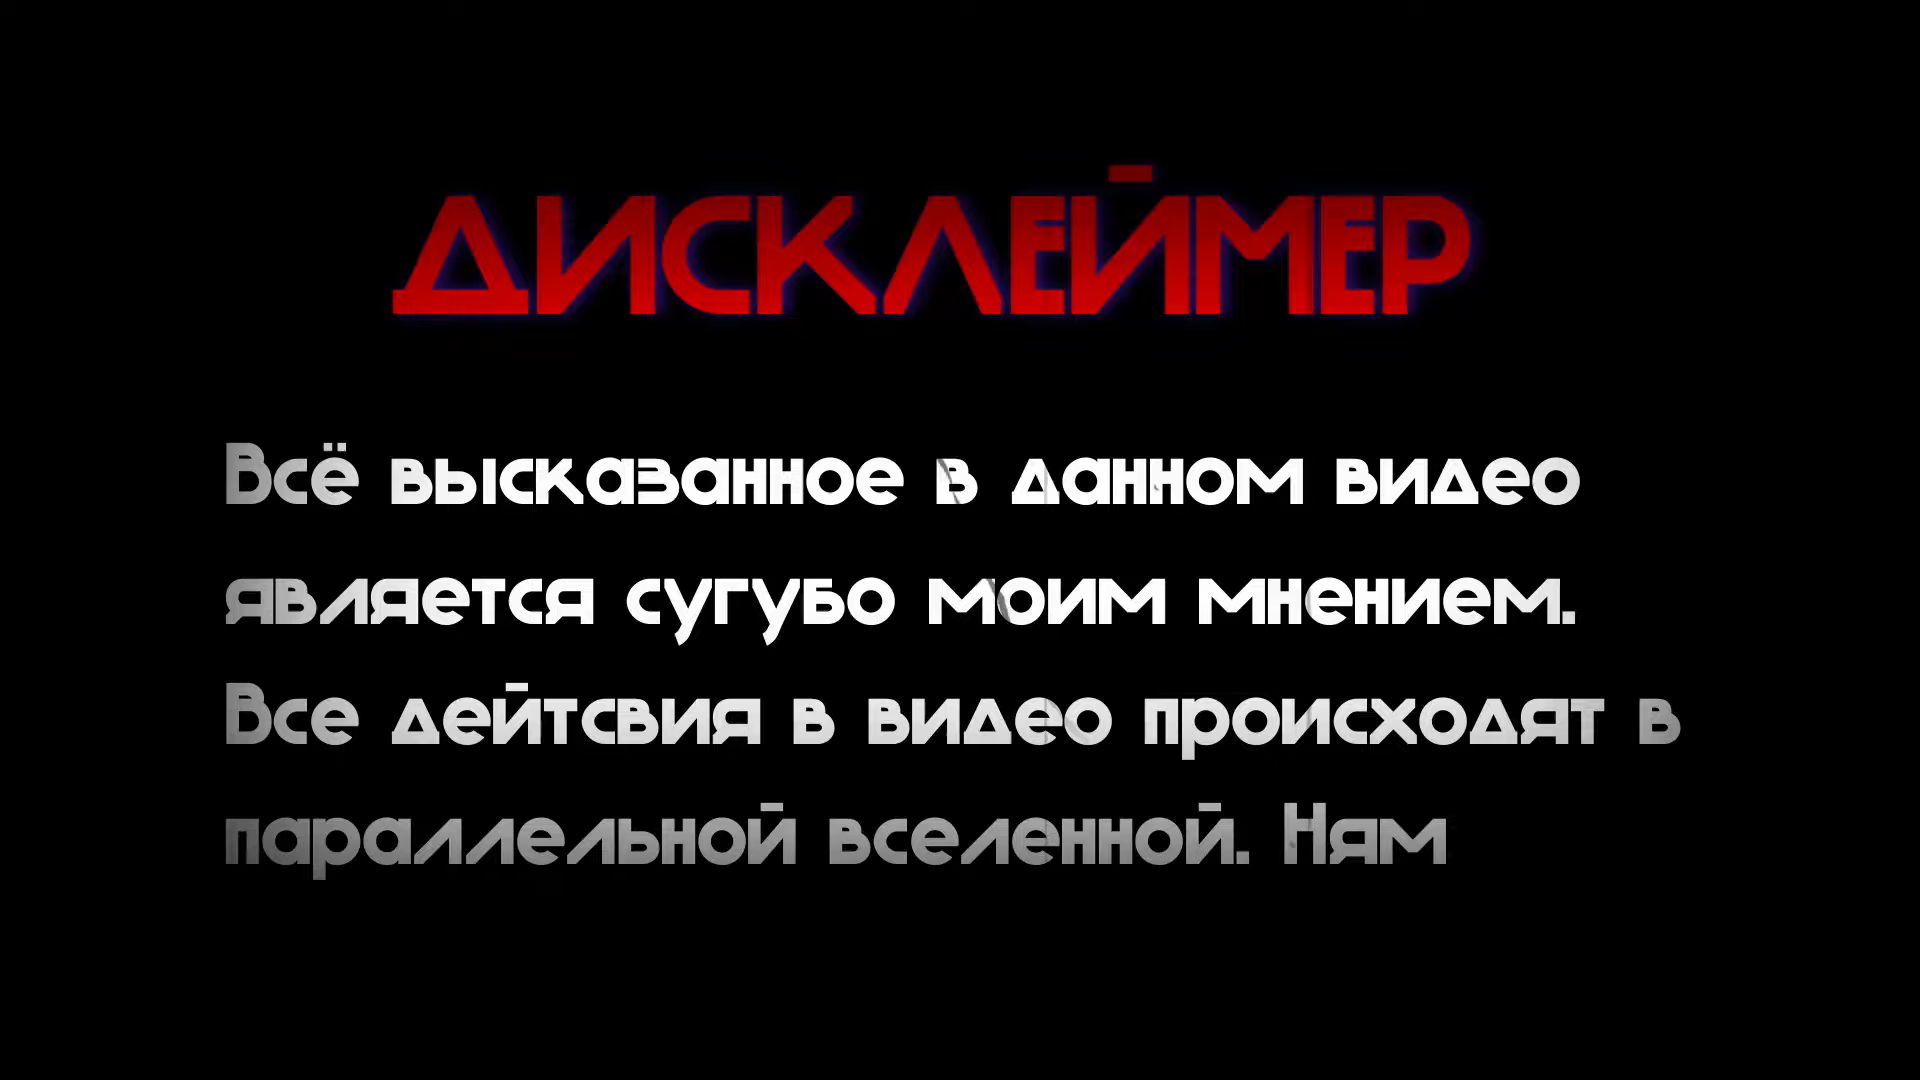 ДИСКЛЕЙМЕР
Всё высказанное в данном видео
является сугубо моим мнением.
Все дейтсвия в видео происходят в
параллельной вселенной. Ням